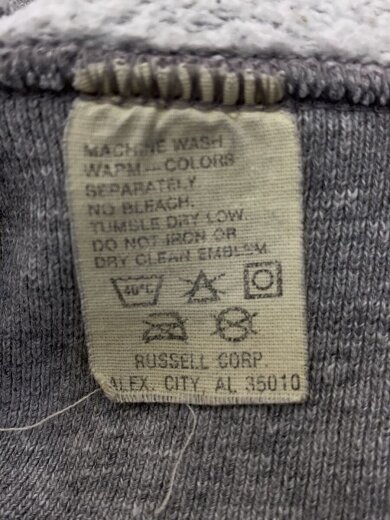 MACHINE WASH
WARM—COLORS
SEPARATELY.
NO BLEACH.
TUMBLE DRY LOW.
DO NOT IRON OR
DRY CLEAN EMBLEM.
40°C
RUSSELL CORP.
ALEX. CITY, AL 35010